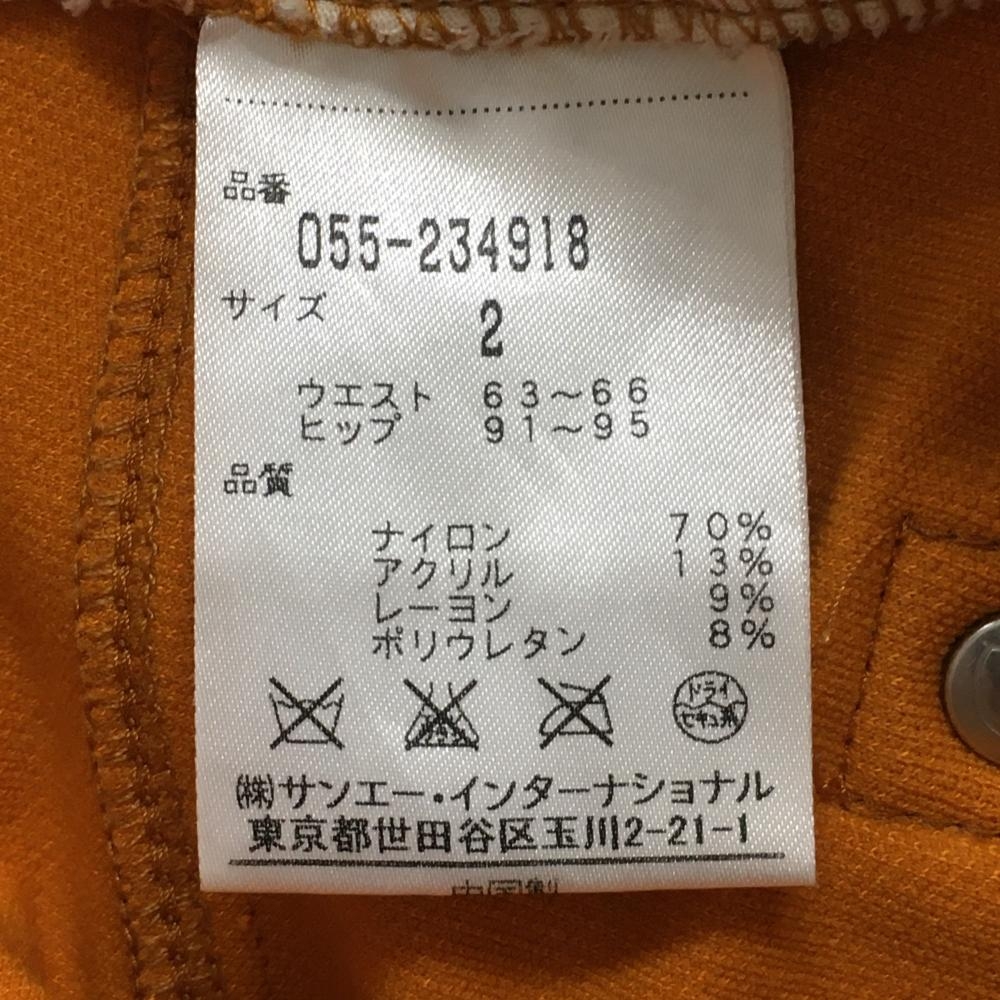 品番
055-234918
サイズ
2
ウエスト 63～66
ヒップ 91～95
品質
ナイロン 70%
アクリル 13%
レーヨン 9%
ポリウレタン 8%
ドライ
セキユ系
㈱サンエー・インターナショナル
東京都世田谷区玉川2-21-1
中国製